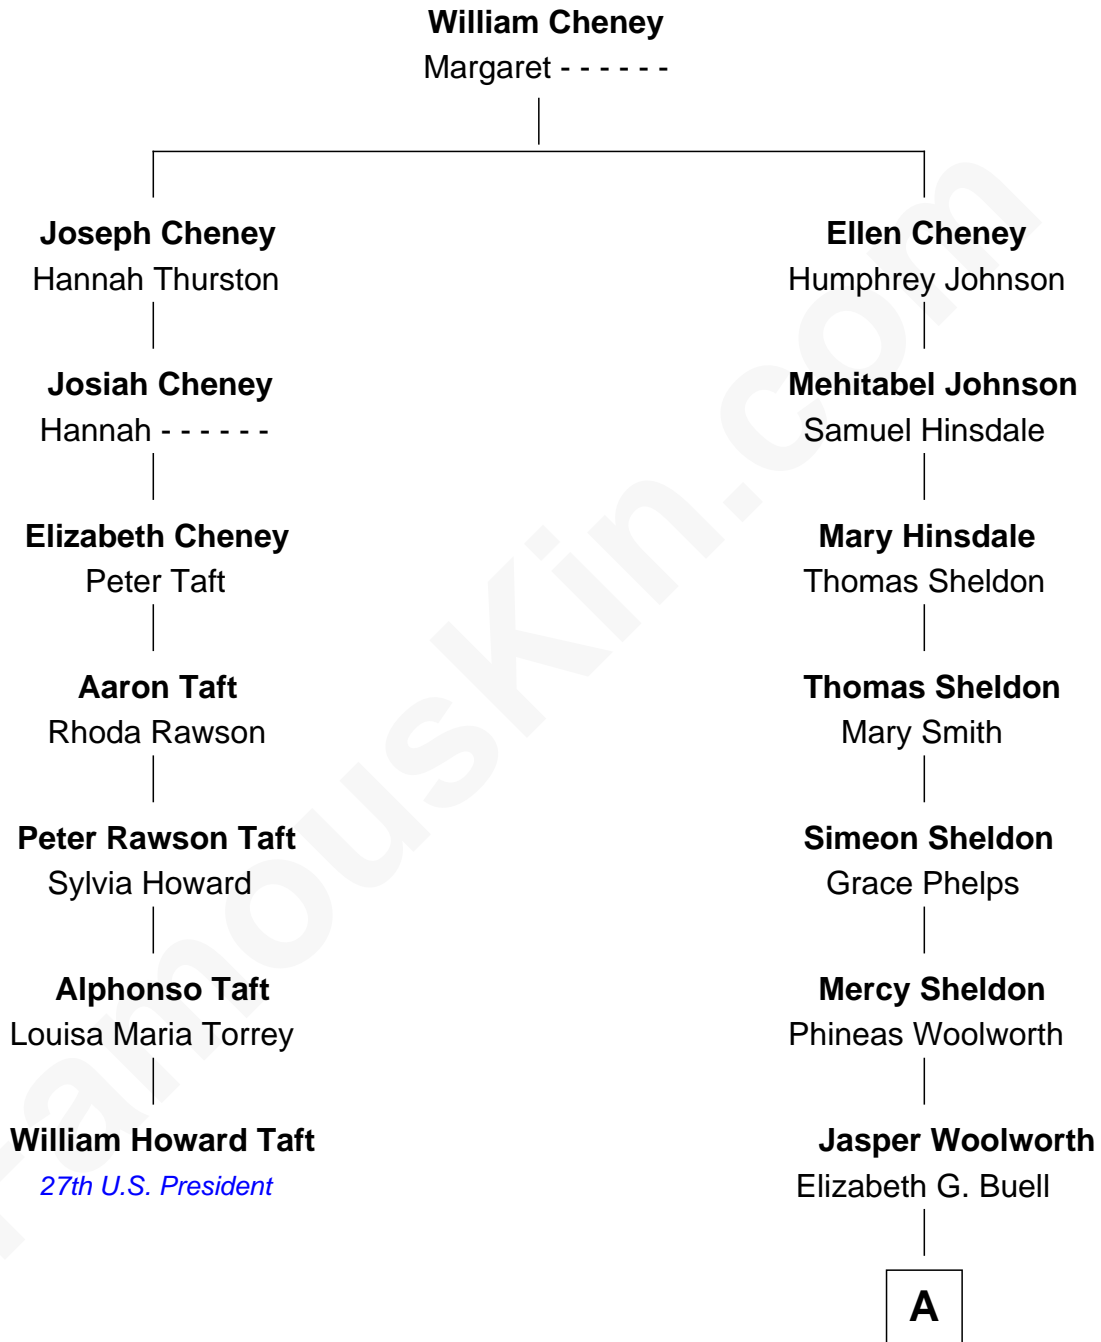 William Cheney
Margaret - - - - - -
Joseph Cheney
Hannah Thurston
Ellen Cheney
Humphrey Johnson
Josiah Cheney
Hannah - - - - - -
Mehitabel Johnson
Samuel Hinsdale
Elizabeth Cheney
Peter Taft
Mary Hinsdale
Thomas Sheldon
Aaron Taft
Rhoda Rawson
Thomas Sheldon
Mary Smith
Peter Rawson Taft
Sylvia Howard
Simeon Sheldon
Grace Phelps
Alphonso Taft
Louisa Maria Torrey
Mercy Sheldon
Phineas Woolworth
William Howard Taft
27th U.S. President
Jasper Woolworth
Elizabeth G. Buell
A
FamousKin.com